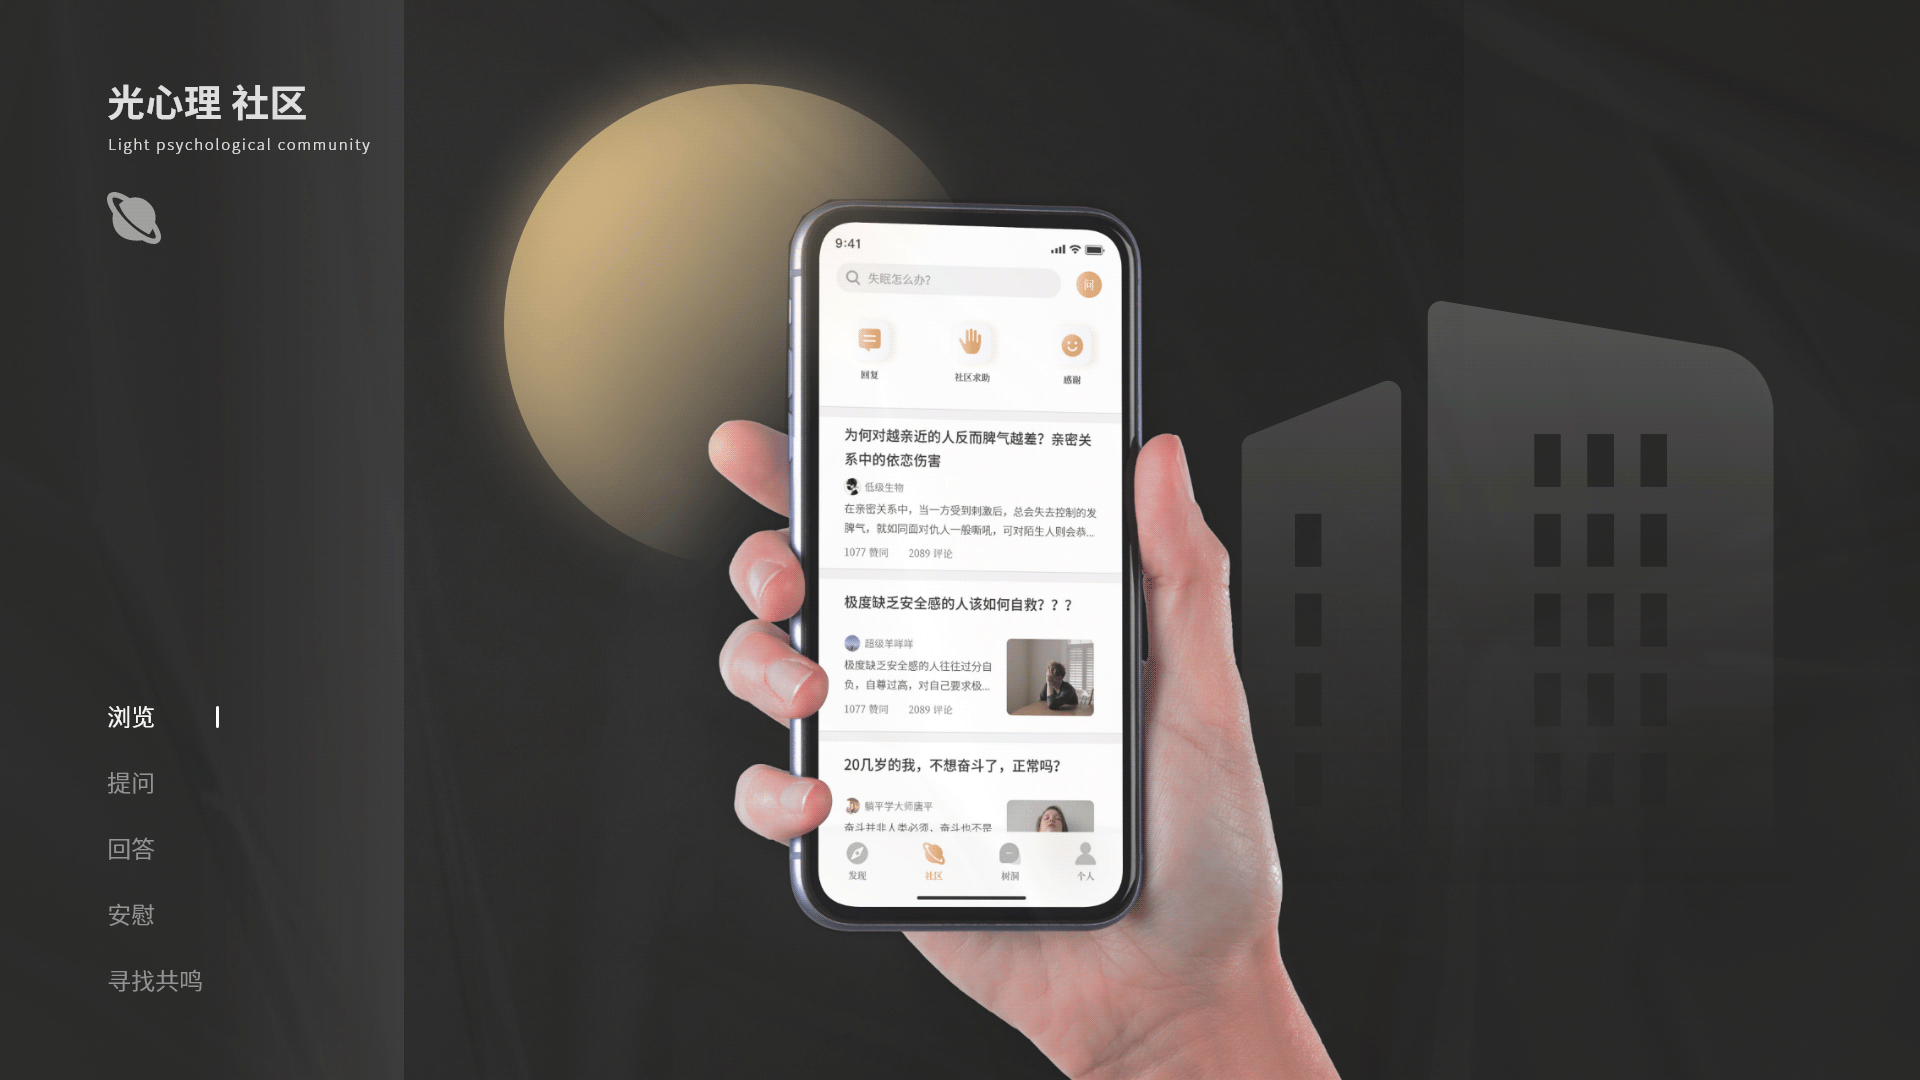 光心理 社区
Light psychological community
浏览
提问
回答
安慰
寻找共鸣
9:41
失眠怎么办？
问
回复
社区求助
感谢
为何对越亲近的人反而脾气越差？亲密关
系中的依恋伤害
低级生物
在亲密关系中，当一方受到刺激后，总会失去控制的发
脾气，就如同面对仇人一般嘶吼，可对陌生人则会恭...
1077 赞同 2089 评论
极度缺乏安全感的人该如何自救？？？
超级羊咩咩
极度缺乏安全感的人往往过分自
负，自尊过高，对自己要求极...
1077 赞同 2089 评论
20几岁的我，不想奋斗了，正常吗？
躺平学大师唐平
奋斗并非人类必须，奋斗也不是
发现
社区
树洞
个人